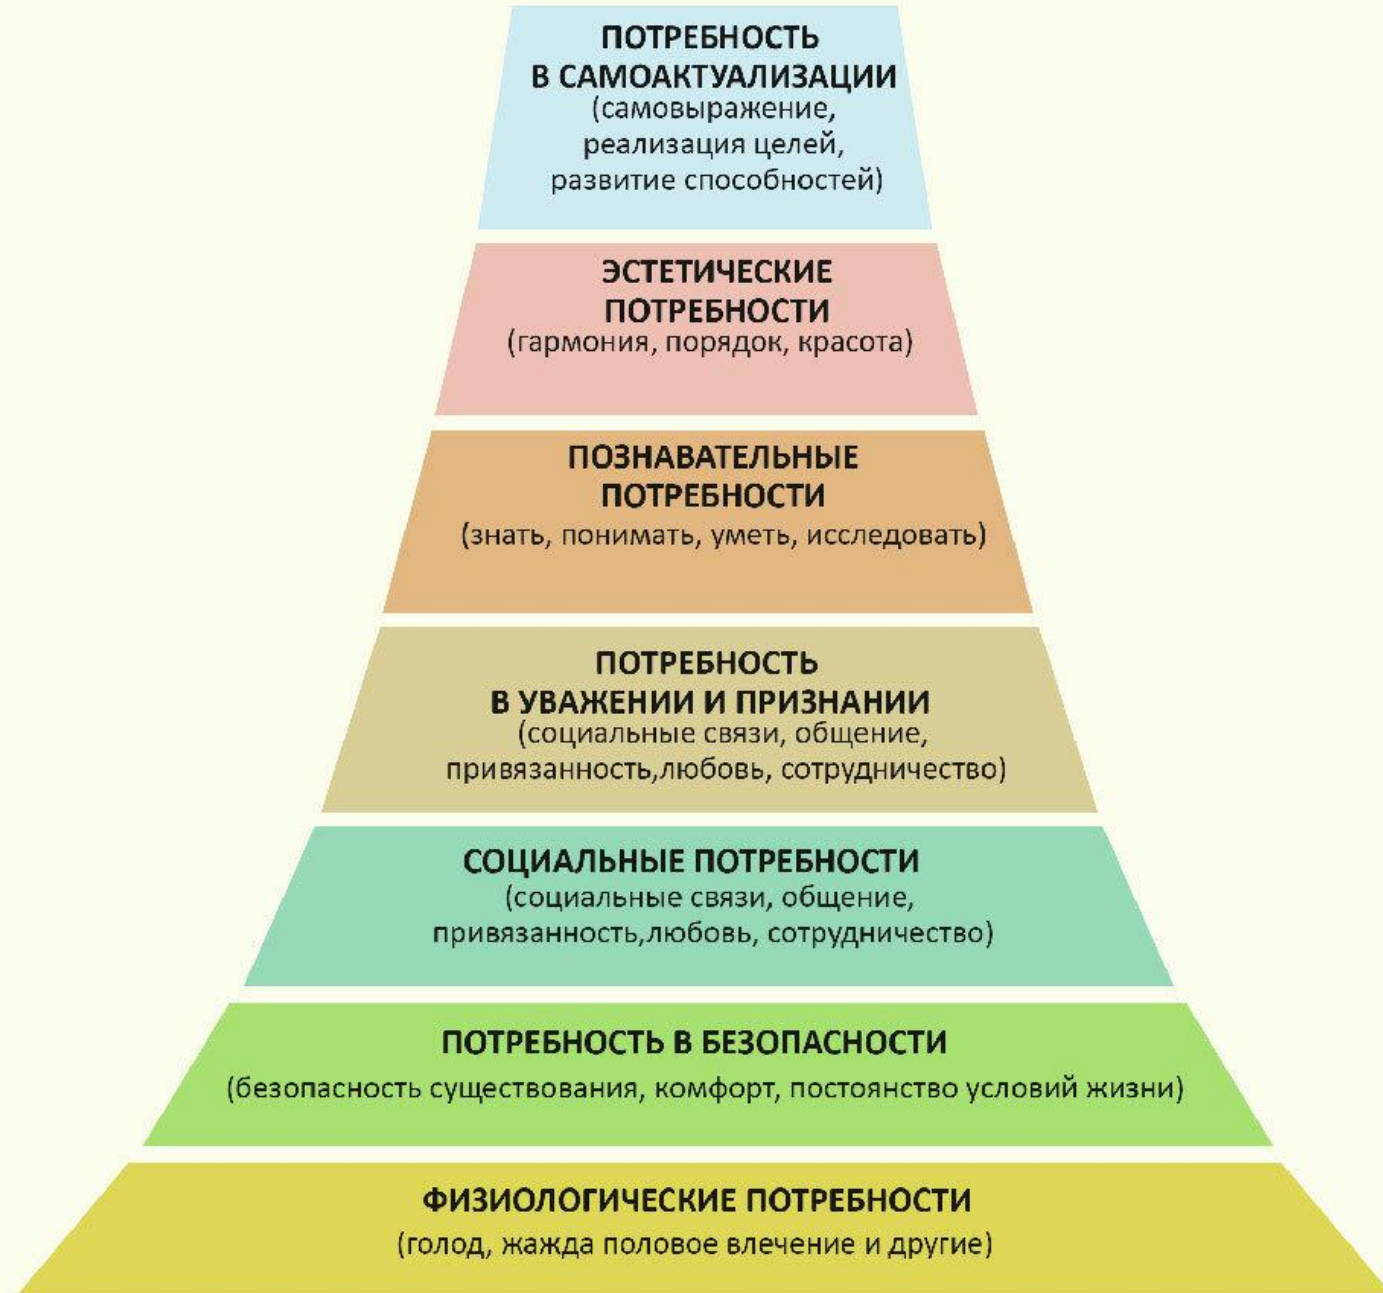 ПОТРЕБНОСТЬ
В САМОАКТУАЛИЗАЦИИ
(самовыражение,
реализация целей,
развитие способностей)
ЭСТЕТИЧЕСКИЕ
ПОТРЕБНОСТИ
(гармония, порядок, красота)
ПОЗНАВАТЕЛЬНЫЕ
ПОТРЕБНОСТИ
(знать, понимать, уметь, исследовать)
ПОТРЕБНОСТЬ
В УВАЖЕНИИ И ПРИЗНАНИИ
(социальные связи, общение,
привязанность,любовь, сотрудничество)
СОЦИАЛЬНЫЕ ПОТРЕБНОСТИ
(социальные связи, общение,
привязанность,любовь, сотрудничество)
ПОТРЕБНОСТЬ В БЕЗОПАСНОСТИ
(безопасность существования, комфорт, постоянство условий жизни)
ФИЗИОЛОГИЧЕСКИЕ ПОТРЕБНОСТИ
(голод, жажда половое влечение и другие)